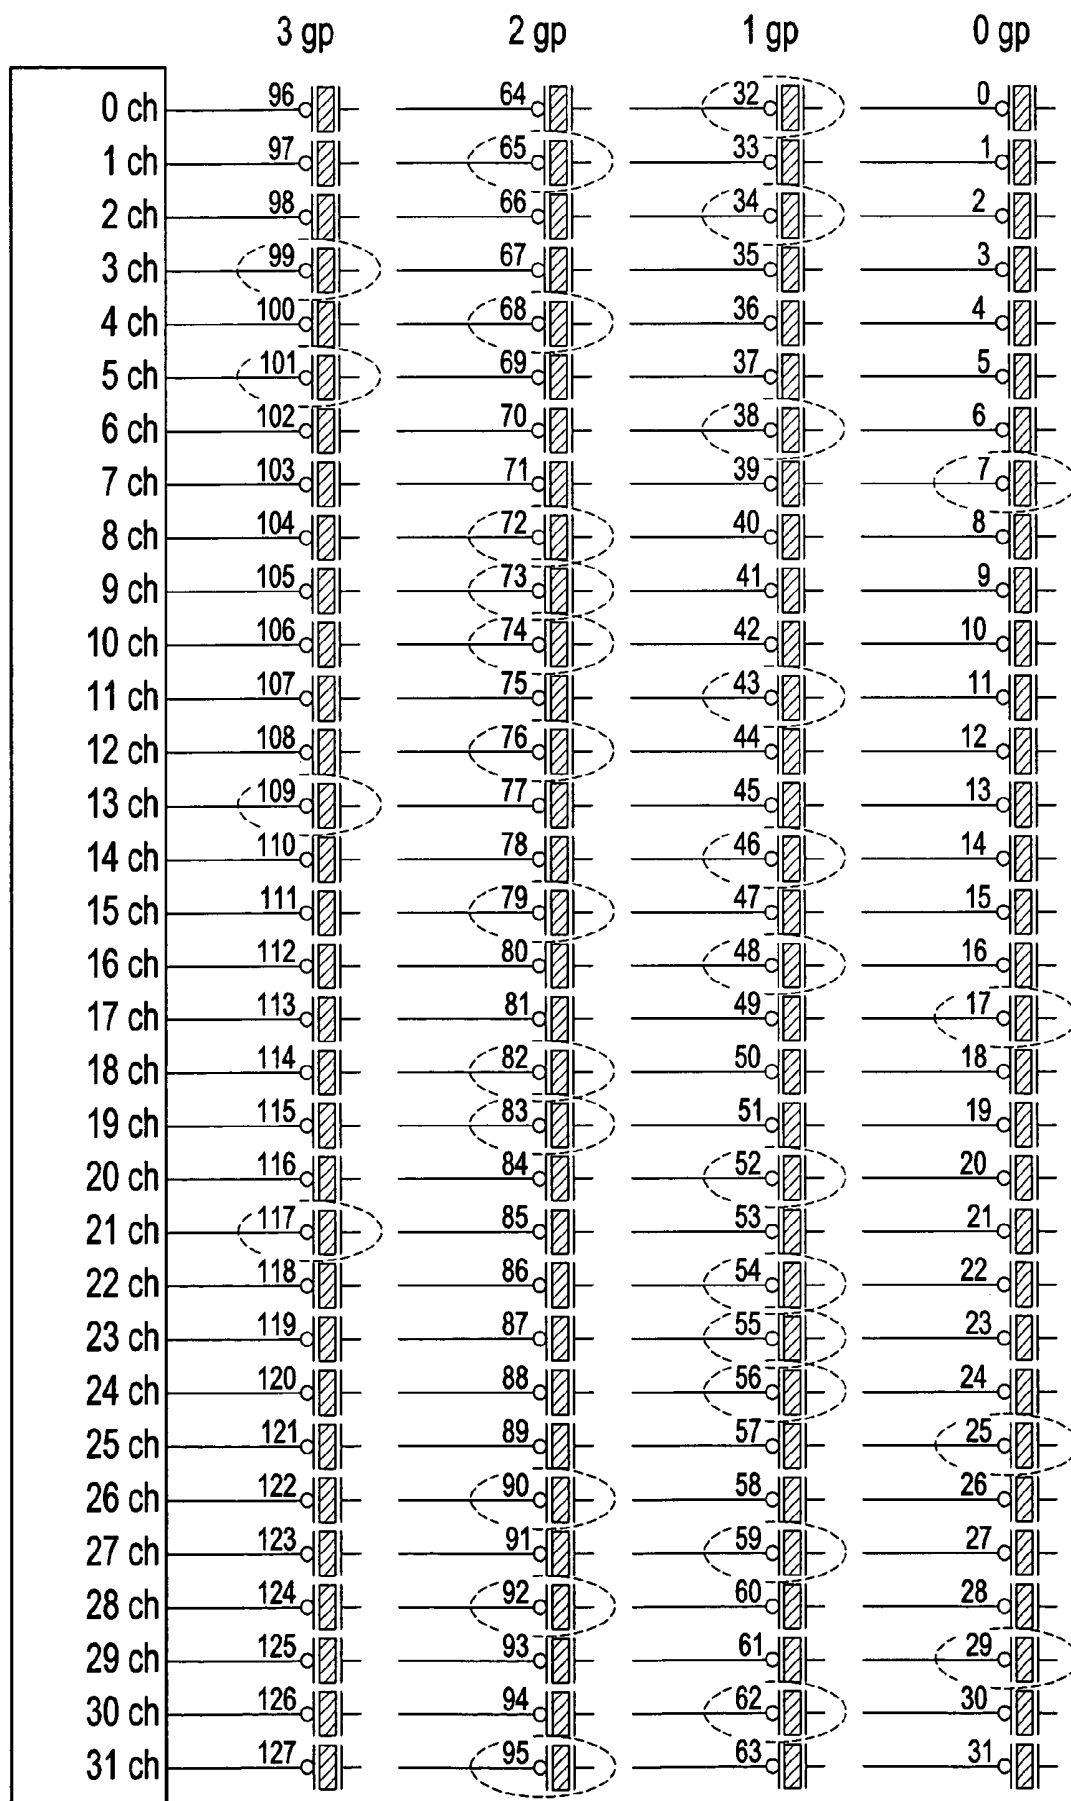 3 gp 2 gp 1 gp 0 gp
0 ch 96 64 32 0
1 ch 97 65 33 1
2 ch 98 66 34 2
3 ch 99 67 35 3
4 ch 100 68 36 4
5 ch 101 69 37 5
6 ch 102 70 38 6
7 ch 103 71 39 7
8 ch 104 72 40 8
9 ch 105 73 41 9
10 ch 106 74 42 10
11 ch 107 75 43 11
12 ch 108 76 44 12
13 ch 109 77 45 13
14 ch 110 78 46 14
15 ch 111 79 47 15
16 ch 112 80 48 16
17 ch 113 81 49 17
18 ch 114 82 50 18
19 ch 115 83 51 19
20 ch 116 84 52 20
21 ch 117 85 53 21
22 ch 118 86 54 22
23 ch 119 87 55 23
24 ch 120 88 56 24
25 ch 121 89 57 25
26 ch 122 90 58 26
27 ch 123 91 59 27
28 ch 124 92 60 28
29 ch 125 93 61 29
30 ch 126 94 62 30
31 ch 127 95 63 31